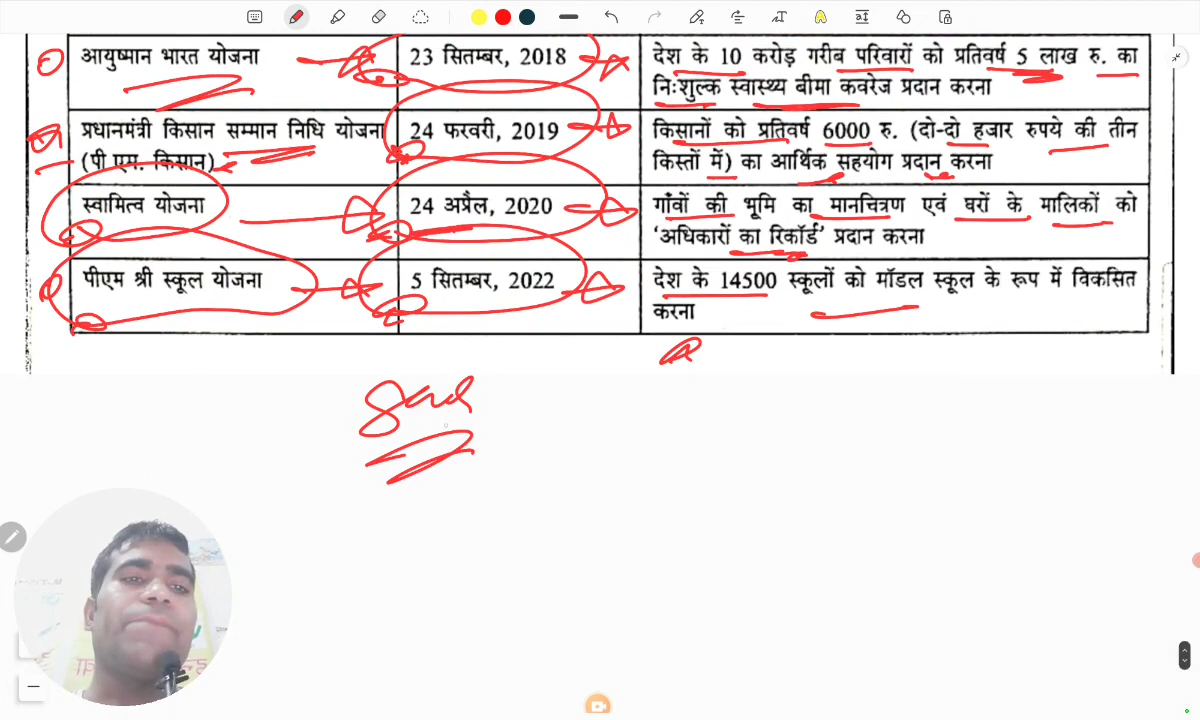 आयुष्मान भारत योजना
23 सितम्बर, 2018
देश के 10 करोड़ गरीब परिवारों को प्रतिवर्ष 5 लाख रु. का
निःशुल्क स्वास्थ्य बीमा कवरेज प्रदान करना
प्रधानमंत्री किसान सम्मान निधि योजना
(पी एम. किसान)
24 फरवरी, 2019
किसानों को प्रतिवर्ष 6000 रु. (दो-दो हजार रुपये की तीन
किस्तों में) का आर्थिक सहयोग प्रदान करना
स्वामित्व योजना
24 अप्रैल, 2020
गाँवों की भूमि का मानचित्रण एवं घरों के मालिकों को
‘अधिकारों का रिकॉर्ड’ प्रदान करना
पीएम श्री स्कूल योजना
5 सितम्बर, 2022
देश के 14500 स्कूलों को मॉडल स्कूल के रूप में विकसित
करना